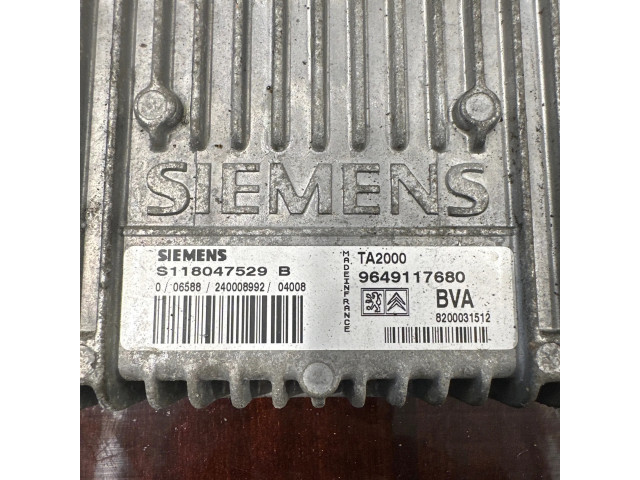 SIEMENS
SIEMENS
S118047529 B
0 / 06588 / 240008992 / 04008
MADE IN FRANCE
TA2000
9649117680
BVA
8200031512